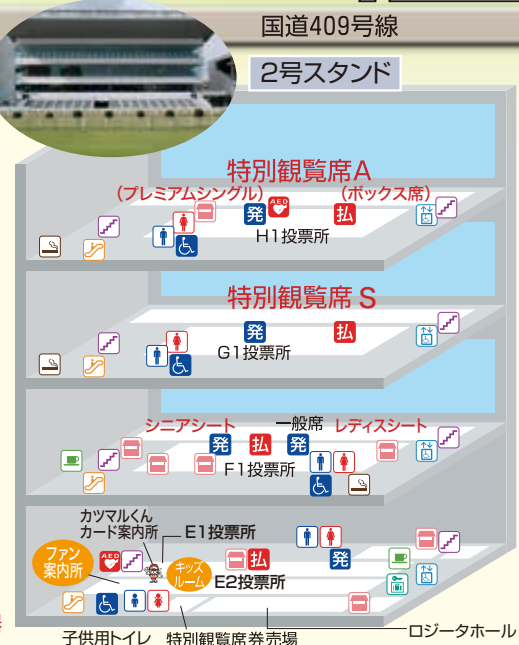 国道409号線
2号スタンド
特別観覧席A
(プレミアムシングル)
(ボックス席)
AED
発
払
H1投票所
特別観覧席 S
発
払
G1投票所
シニアシート
一般席
レディスシート
発
払
発
F1投票所
カツマルくん
カード案内所
E1投票所
ファン
案内所
AED
キッズ
ルーム
払
発
E2投票所
子供用トイレ
特別観覧席券売場
ロジータホール